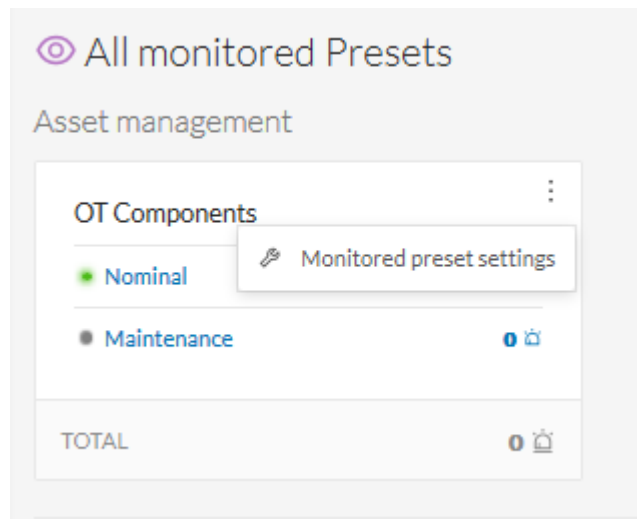 All monitored Presets
Asset management
OT Components
Monitored preset settings
Nominal
Maintenance 0
TOTAL 0